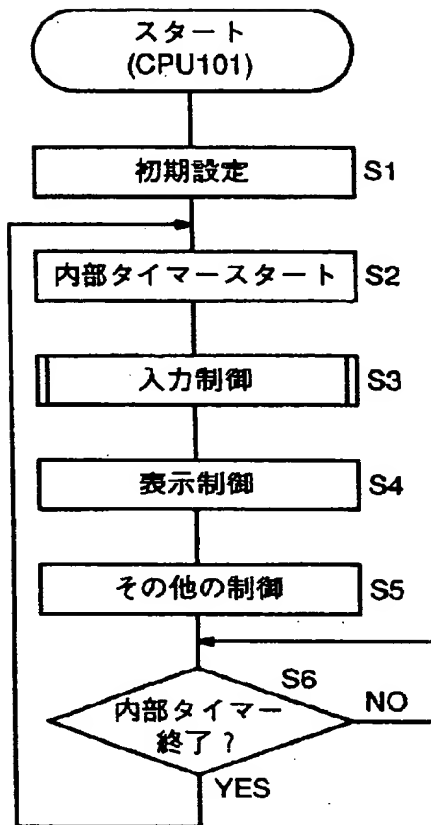 スタート
(CPU101)
初期設定 S1
内部タイマースタート S2
入力制御 S3
表示制御 S4
その他の制御 S5
S6
内部タイマー NO
終了?
YES